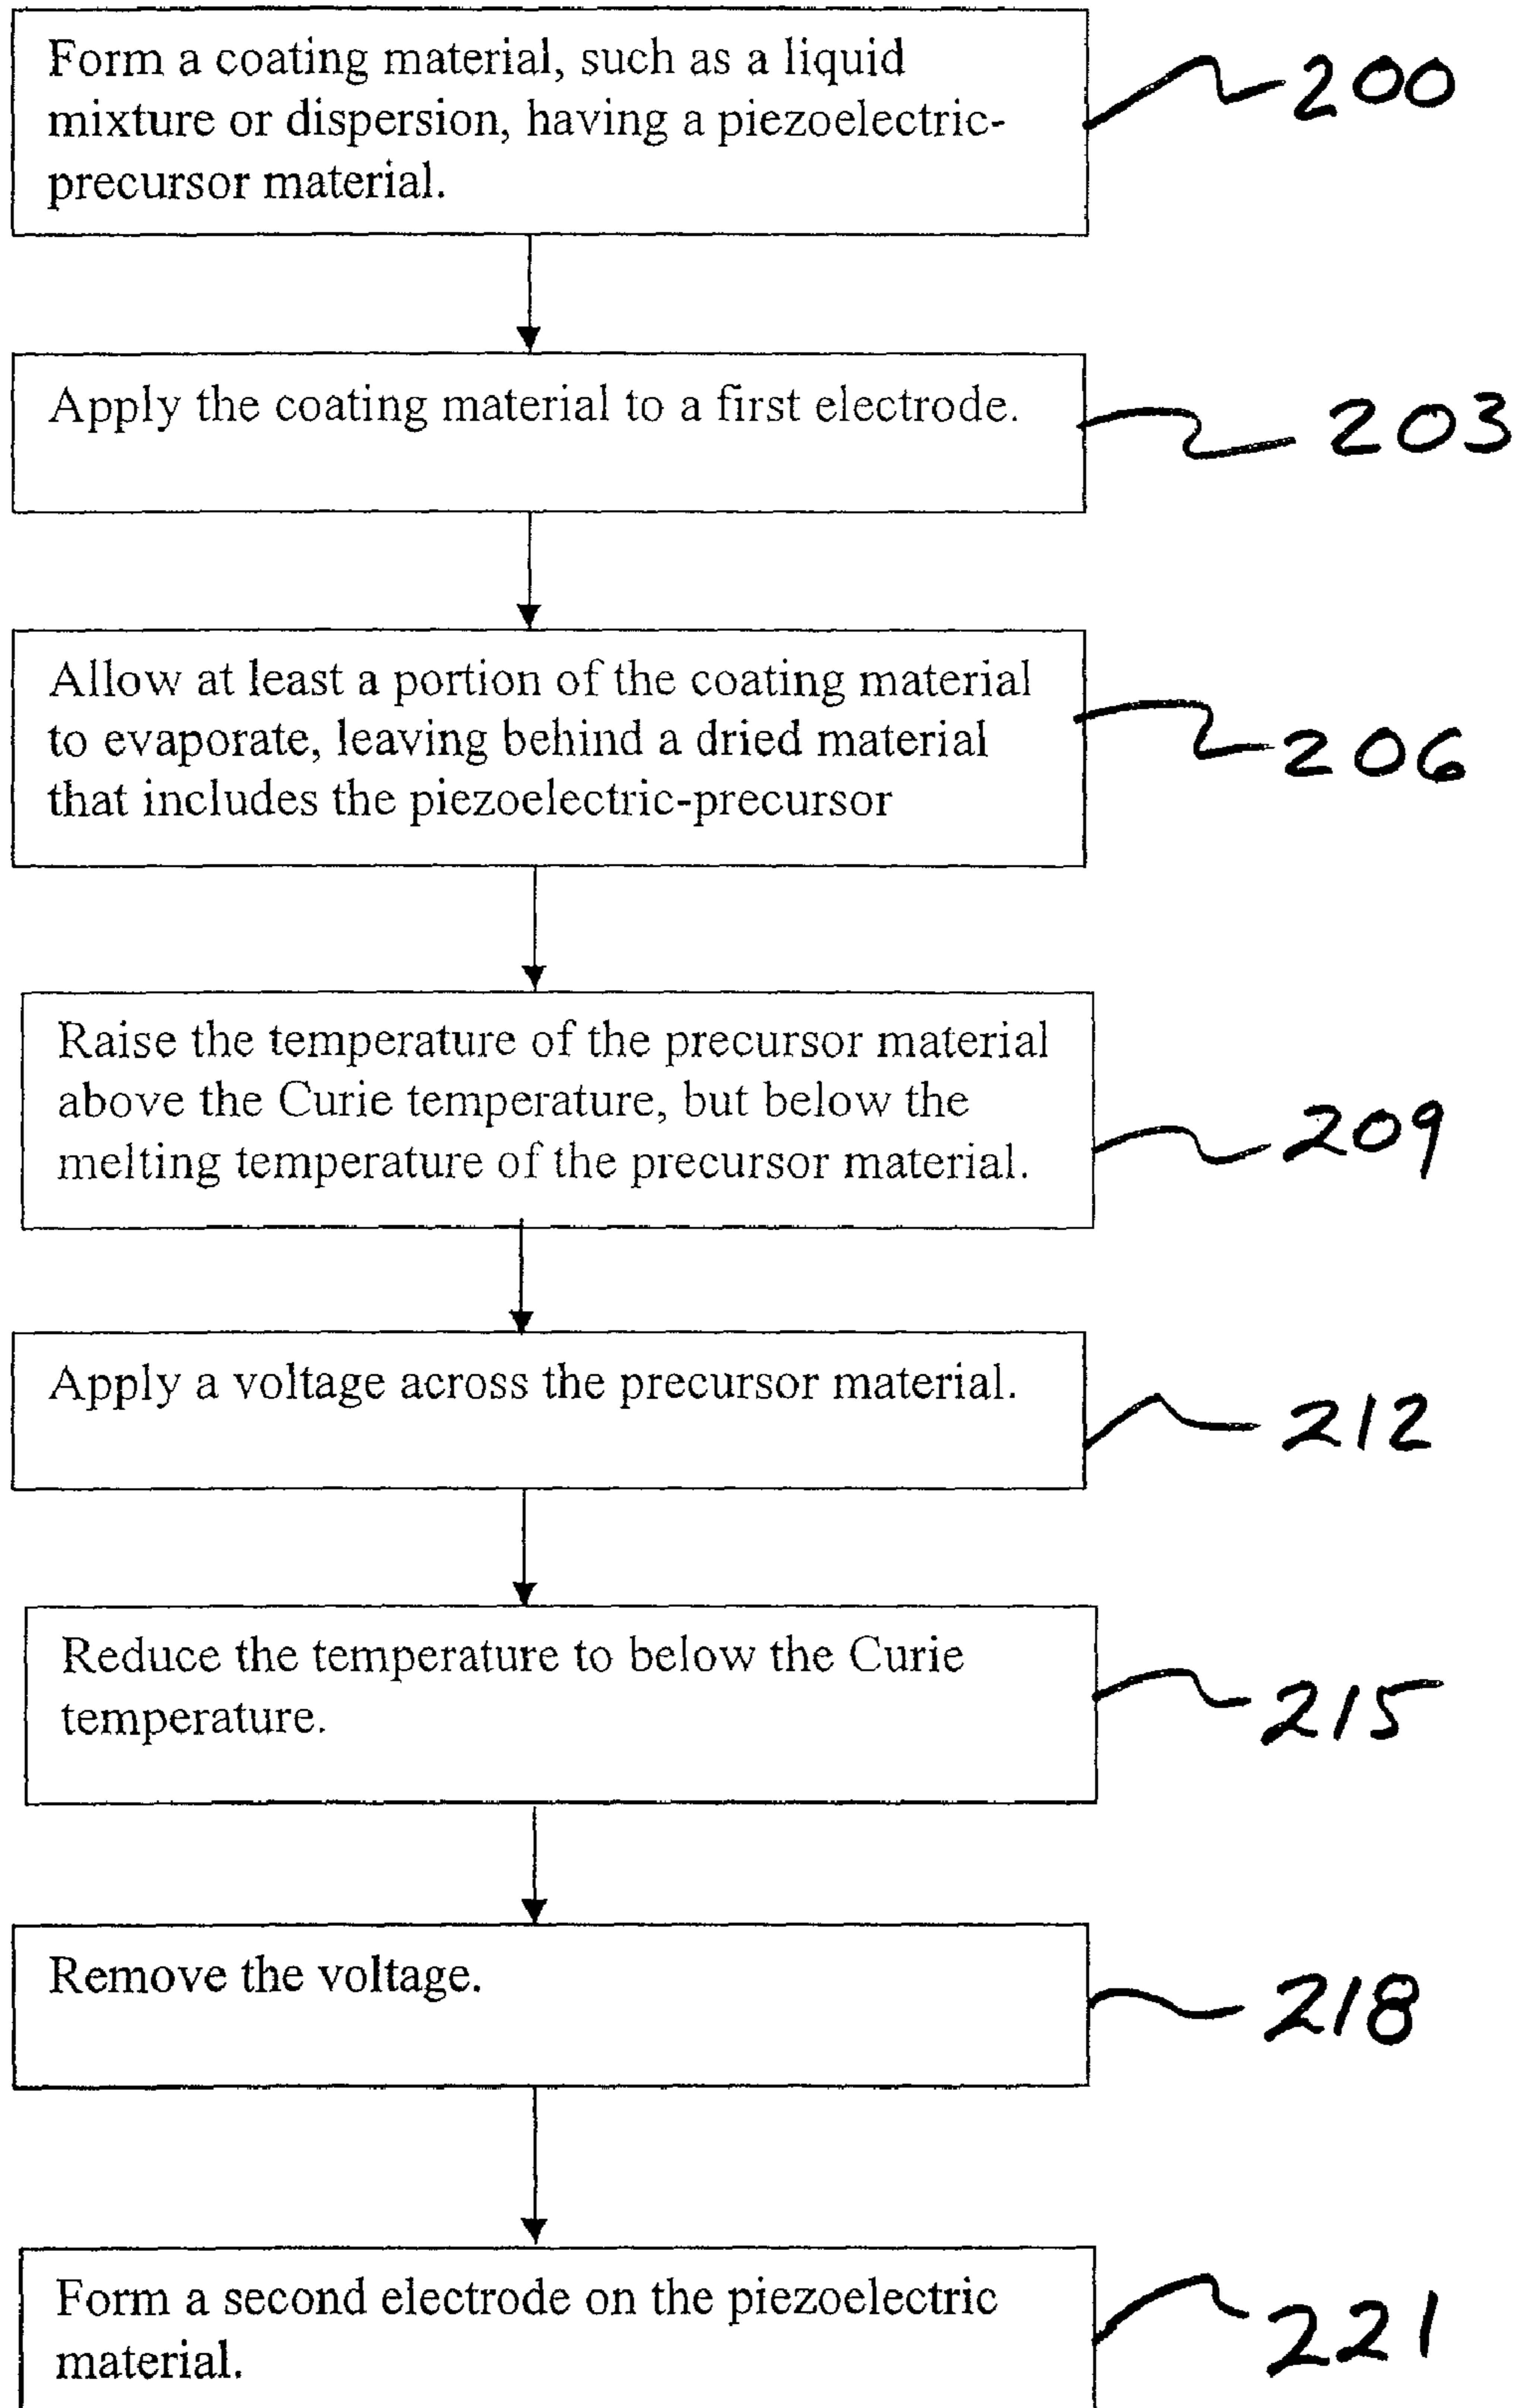 Form a coating material, such as a liquid
mixture or dispersion, having a piezoelectric-
precursor material.
200
Apply the coating material to a first electrode.
203
Allow at least a portion of the coating material
to evaporate, leaving behind a dried material
that includes the piezoelectric-precursor
206
Raise the temperature of the precursor material
above the Curie temperature, but below the
melting temperature of the precursor material.
209
Apply a voltage across the precursor material.
212
Reduce the temperature to below the Curie
temperature.
215
Remove the voltage.
218
Form a second electrode on the piezoelectric
material.
221